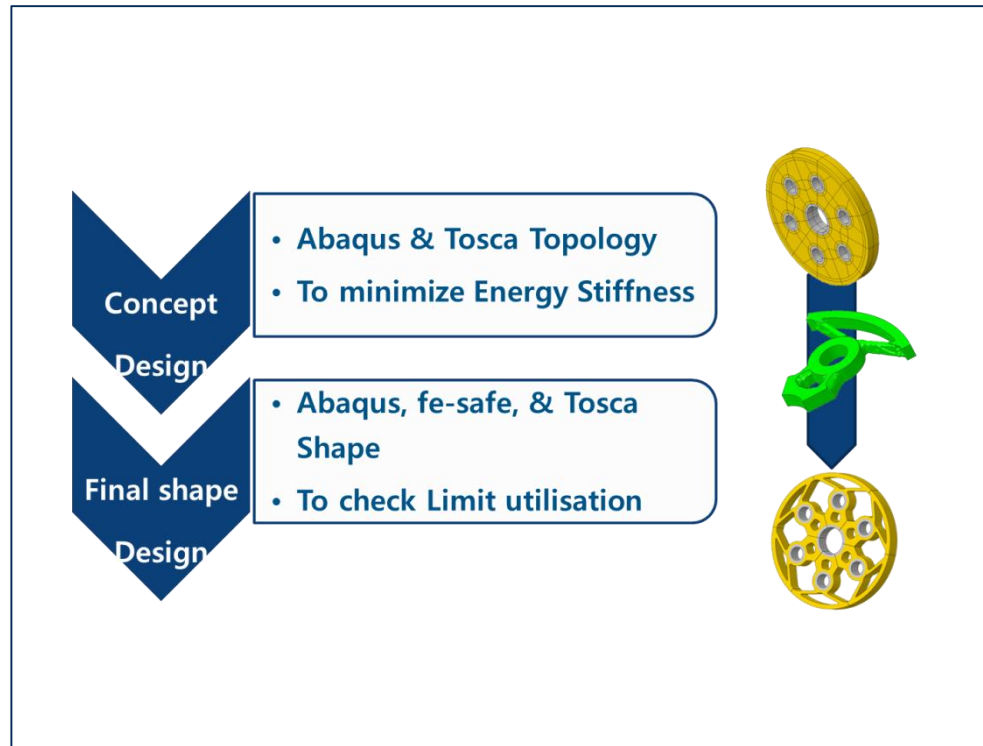 Concept
Design
• Abaqus & Tosca Topology
• To minimize Energy Stiffness
Final shape
Design
• Abaqus, fe-safe, & Tosca
Shape
• To check Limit utilisation